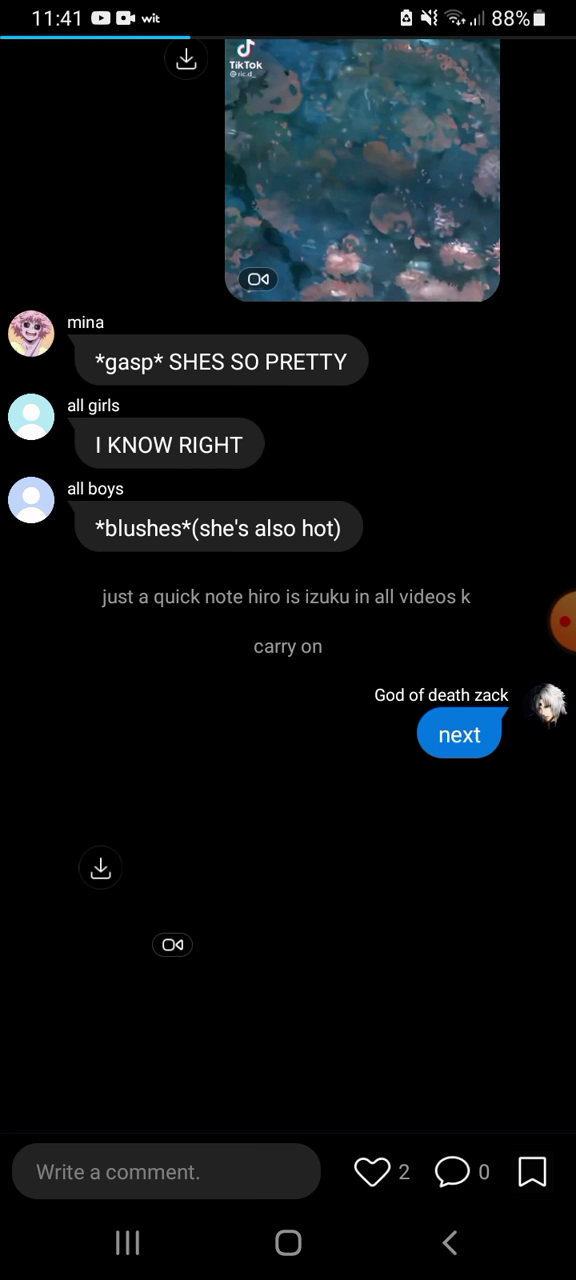 11:41 wit 88%
TikTok
@ric.d_
mina
*gasp* SHES SO PRETTY
all girls
I KNOW RIGHT
all boys
*blushes*(she's also hot)
just a quick note hiro is izuku in all videos k
carry on
God of death zack
next
Write a comment. 2 0